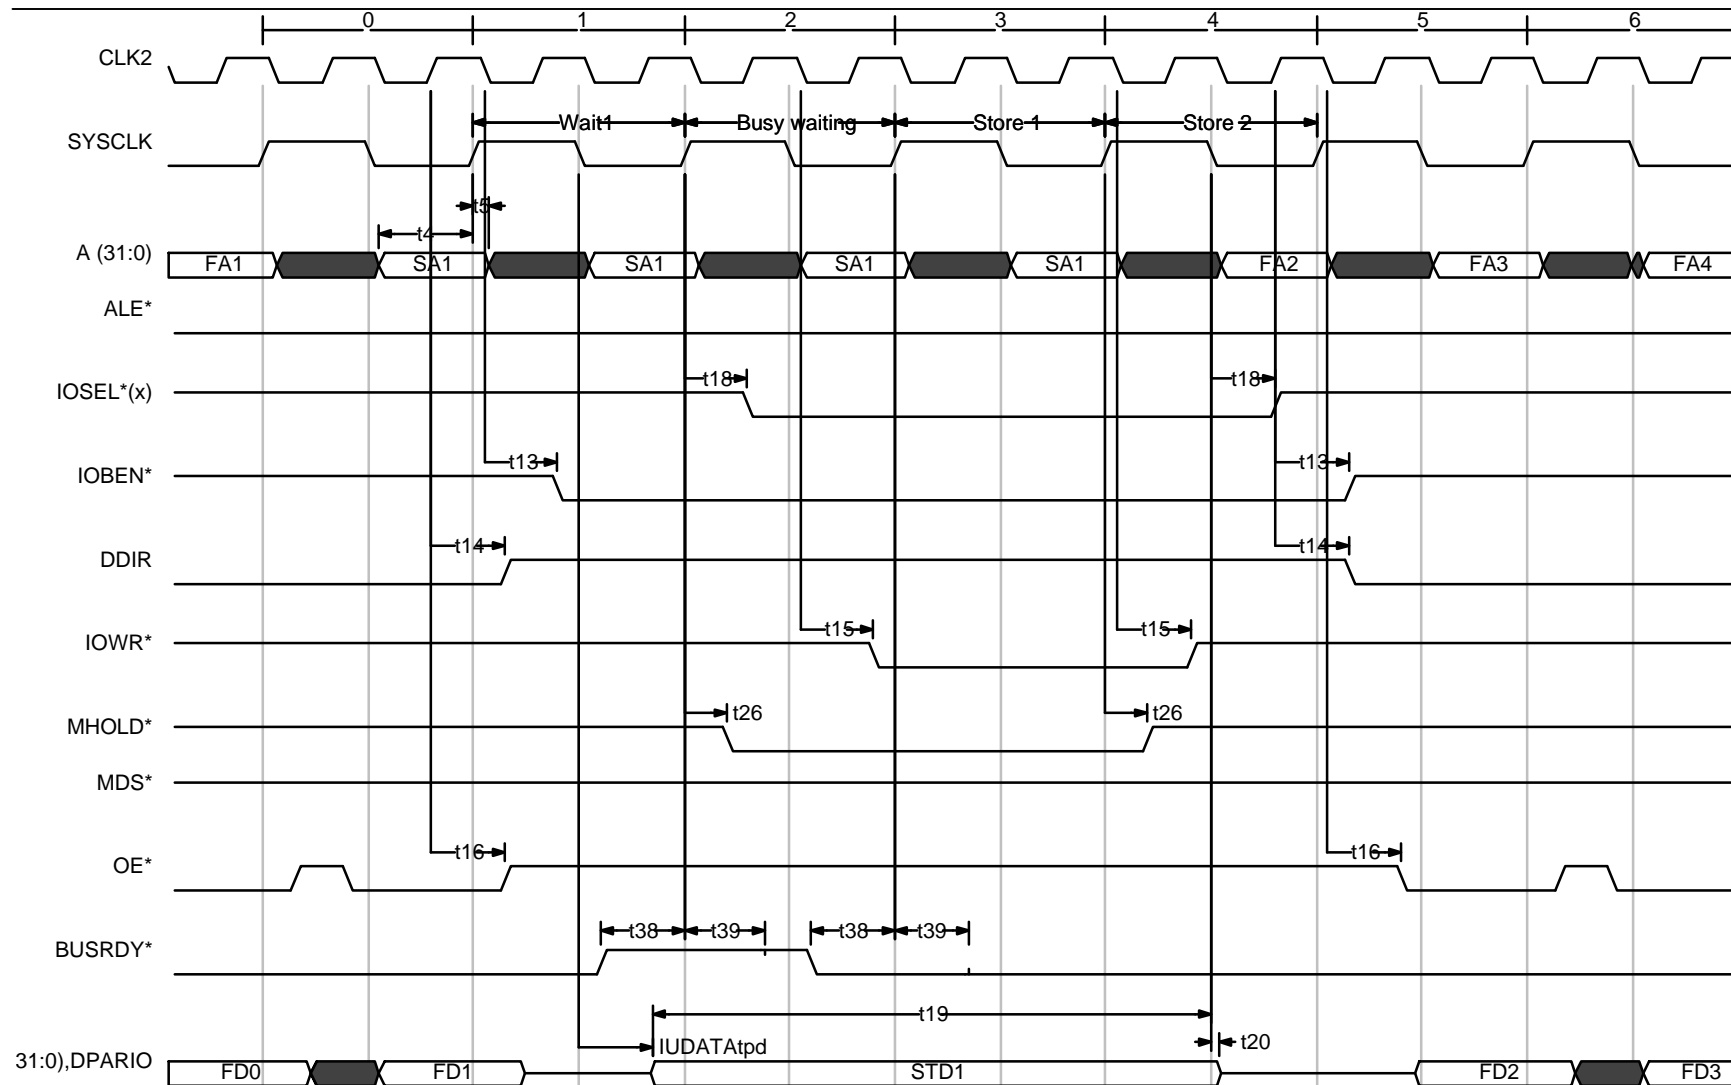 0 1 2 3 4 5 6
CLK2
Wait1 Busy waiting Store 1 Store 2
SYSCLK
t5
t4
A (31:0) FA1 SA1 SA1 SA1 SA1 FA2 FA3 FA4
ALE*
t18 t18
IOSEL*(x)
t13 t13
IOBEN*
t14 t14
DDIR
t15 t15
IOWR*
t26 t26
MHOLD*
MDS*
t16 t16
OE*
t38 t39 t38 t39
BUSRDY*
t19
IUDATAtpd t20
31:0),DPARIO FD0 FD1 STD1 FD2 FD3